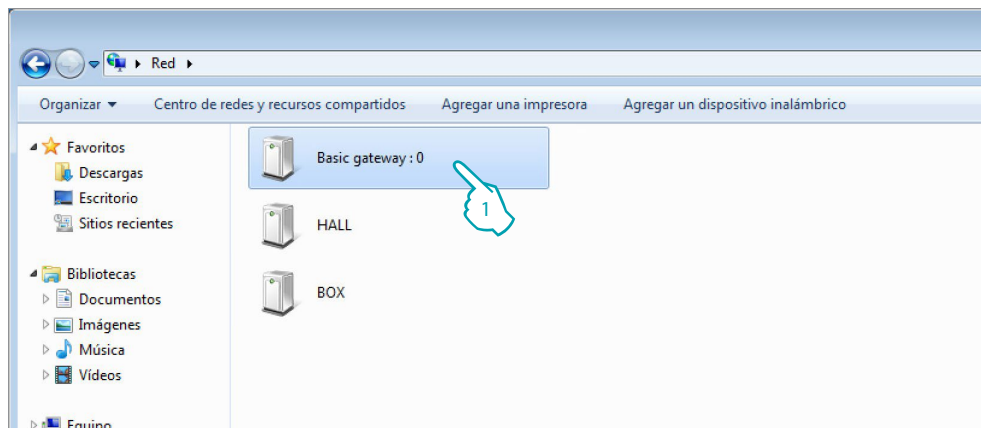 Red
Organizar Centro de redes y recursos compartidos Agregar una impresora Agregar un dispositivo inalámbrico
Favoritos
Descargas
Escritorio
Sitios recientes
Bibliotecas
Documentos
Imágenes
Música
Vídeos
Equipo
Basic gateway : 0
1
HALL
BOX